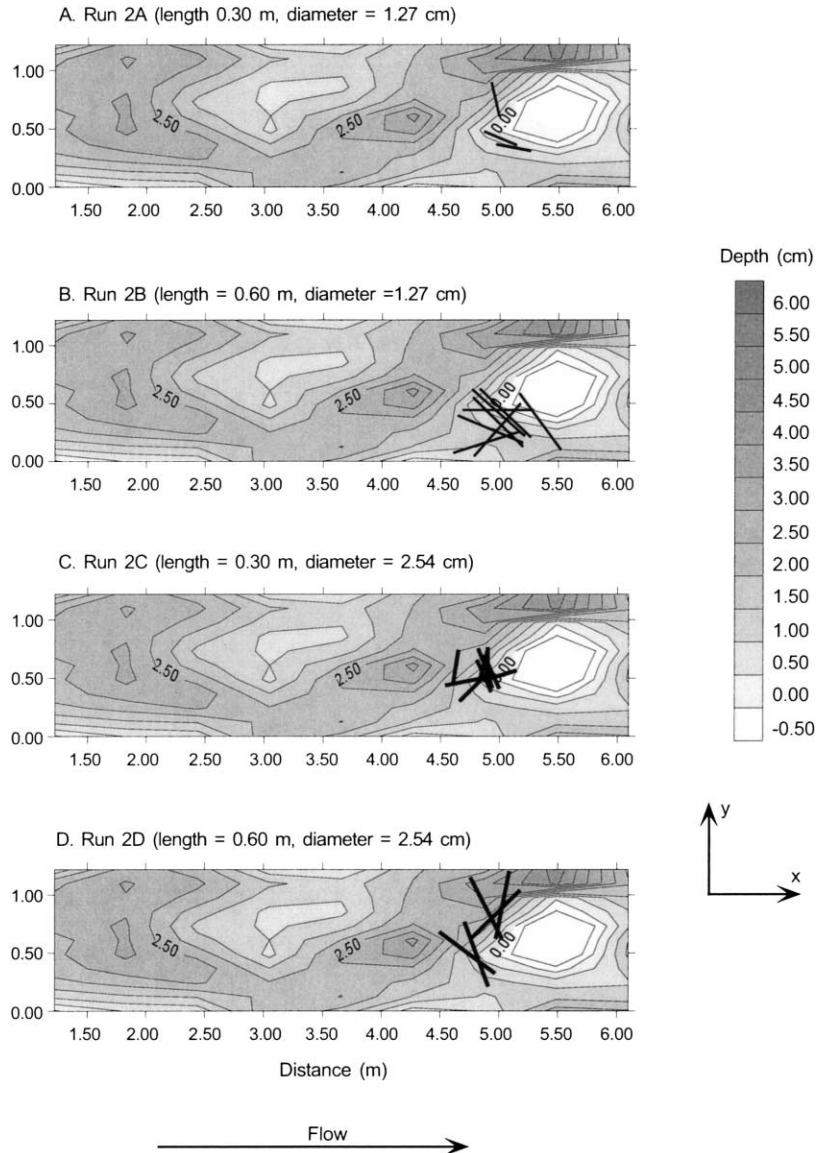 A. Run 2A (length 0.30 m, diameter = 1.27 cm)
1.00
0.50
0.00
2.50
2.50
0.00
1.50 2.00 2.50 3.00 3.50 4.00 4.50 5.00 5.50 6.00
B. Run 2B (length = 0.60 m, diameter =1.27 cm)
1.00
0.50
0.00
2.50
2.50
0.00
1.50 2.00 2.50 3.00 3.50 4.00 4.50 5.00 5.50 6.00
C. Run 2C (length = 0.30 m, diameter = 2.54 cm)
1.00
0.50
0.00
2.50
2.50
0.00
1.50 2.00 2.50 3.00 3.50 4.00 4.50 5.00 5.50 6.00
D. Run 2D (length = 0.60 m, diameter = 2.54 cm)
1.00
0.50
0.00
2.50
2.50
0.00
1.50 2.00 2.50 3.00 3.50 4.00 4.50 5.00 5.50 6.00
Distance (m)
Flow
Depth (cm)
6.00
5.50
5.00
4.50
4.00
3.50
3.00
2.50
2.00
1.50
1.00
0.50
0.00
-0.50
y
x